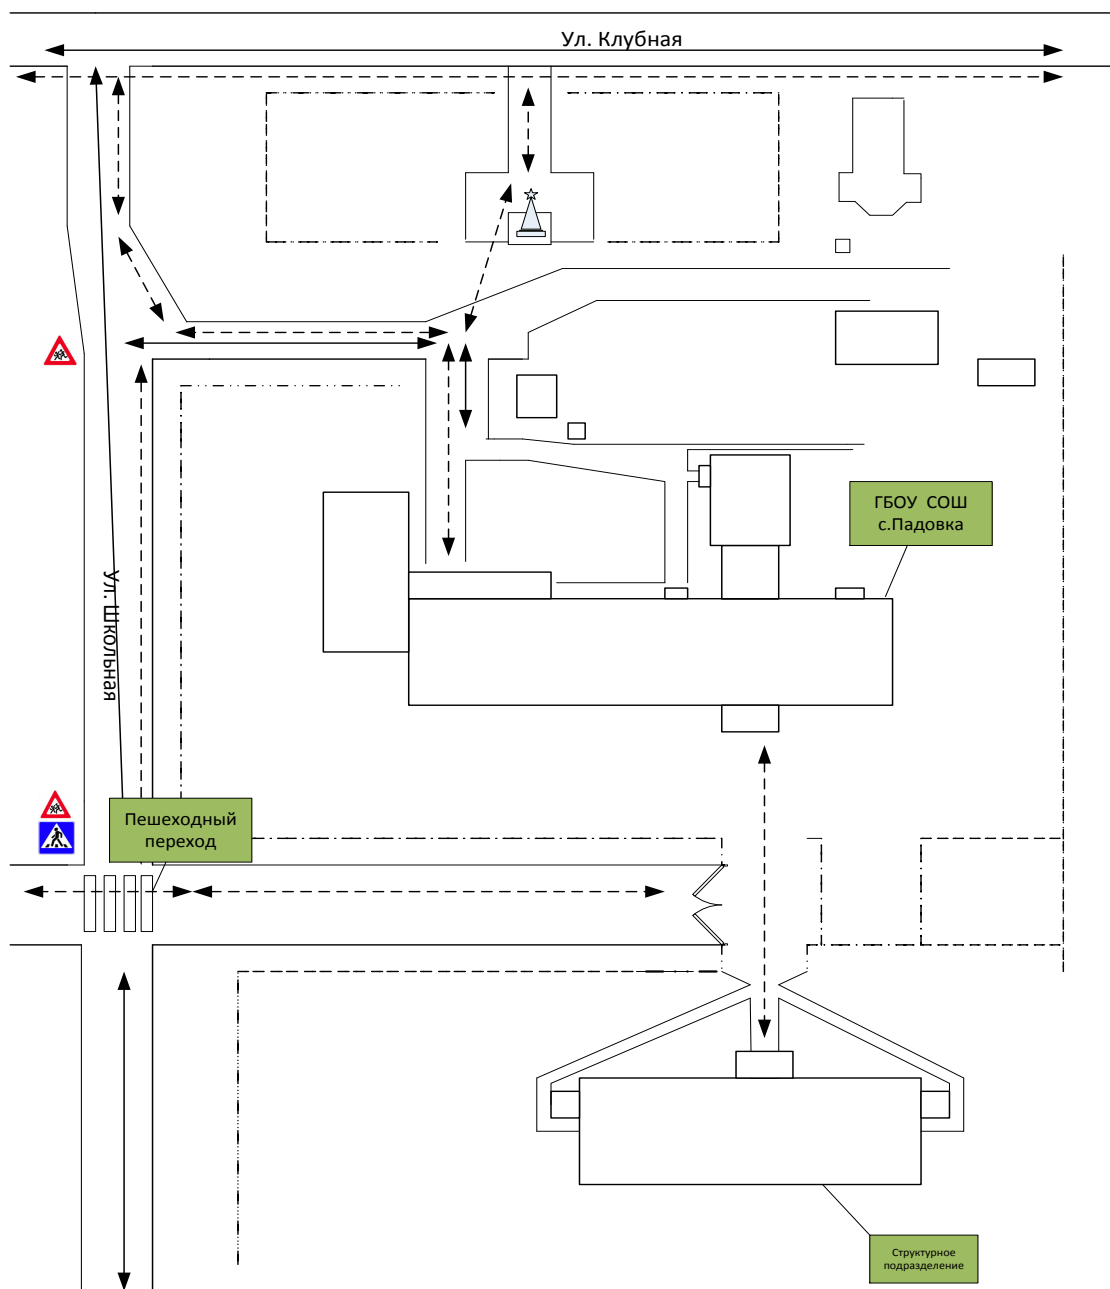 Ул. Клубная
ГБОУ СОШ
с.Падовка
Ул. Школьная
Пешеходный
переход
Структурное
подразделение